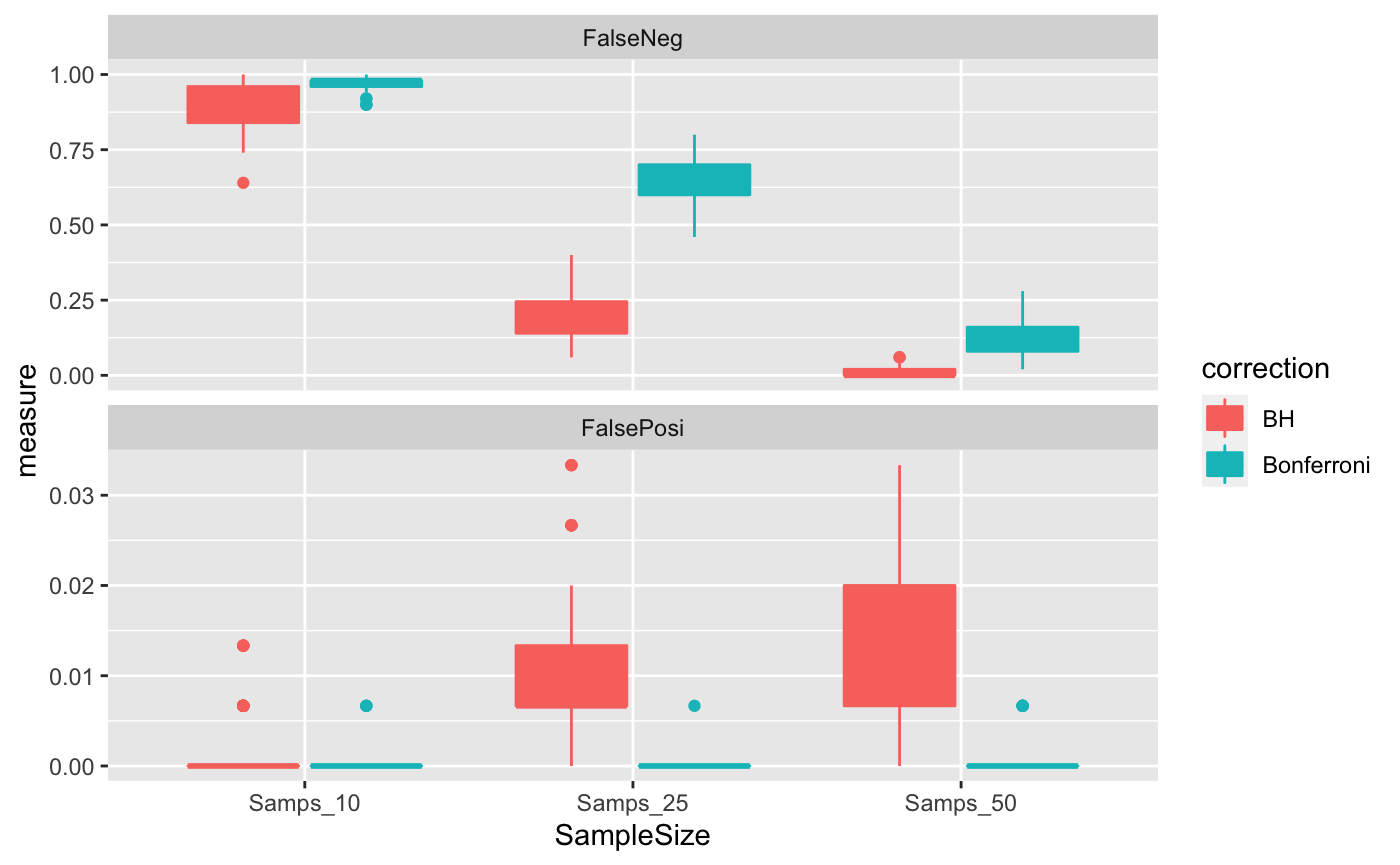 FalseNeg
1.00
0.75
0.50
0.25
0.00
FalsePosi
0.03
0.02
0.01
0.00
Samps_10 Samps_25 Samps_50
SampleSize
measure
correction
BH
Bonferroni